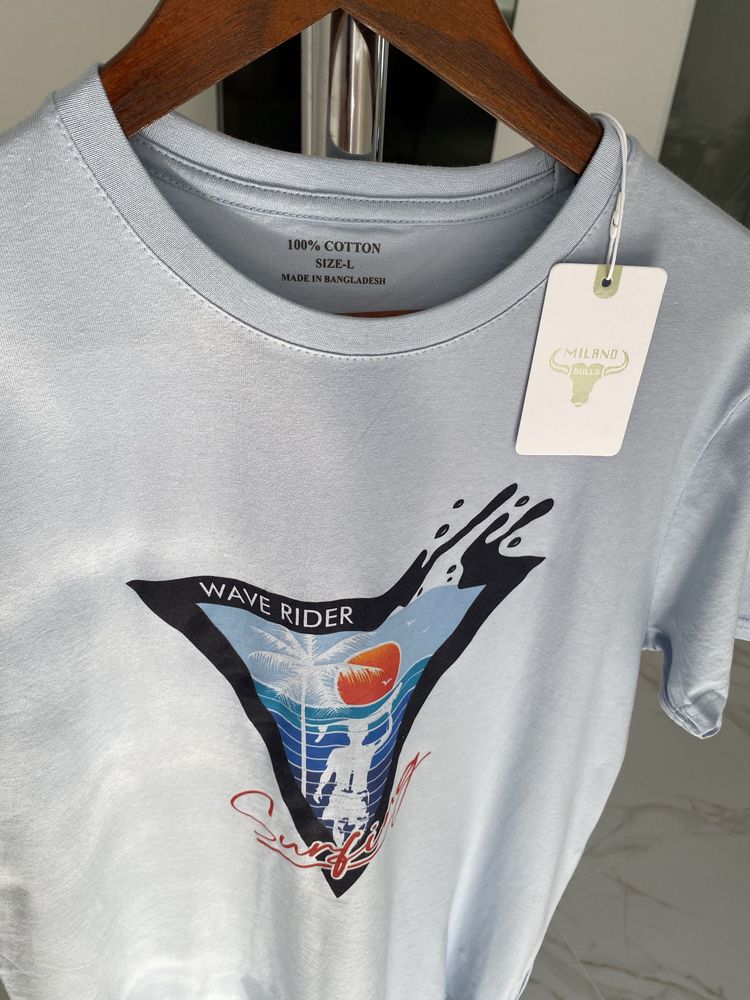 100% COTTON
SIZE-L
MADE IN BANGLADESH
MILANO
BULLS
WAVE RIDER
Surfing